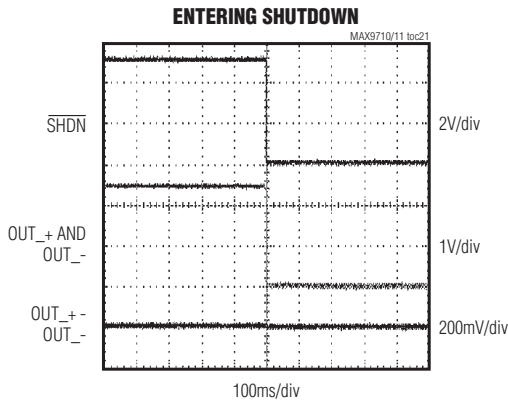 ENTERING SHUTDOWN
MAX9710/11 toc21
SHDN
2V/div
OUT_+ AND
OUT_-
1V/div
OUT_+ -
OUT_-
200mV/div
100ms/div